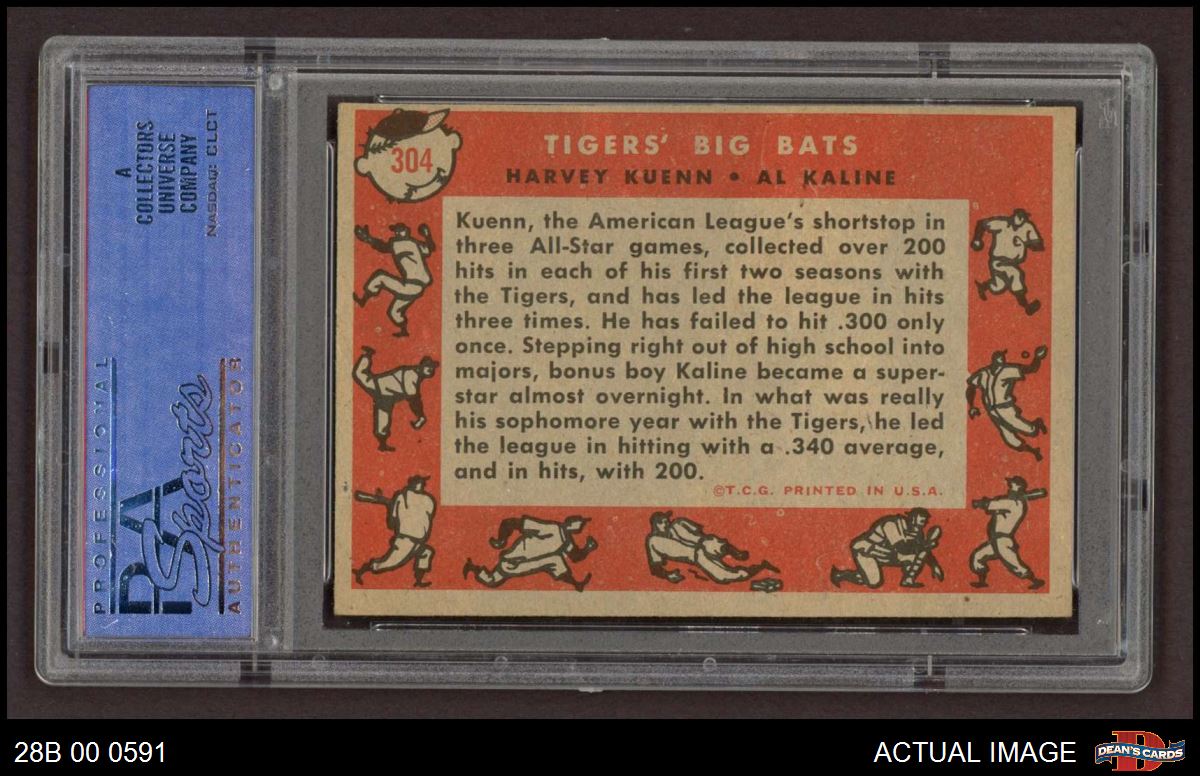 A
COLLECTORS
UNIVERSE
COMPANY
NASDAQ: CLCT
PROFESSIONAL
PSA
Sports
AUTHENTICATOR
304
TIGERS' BIG BATS
HARVEY KUENN • AL KALINE
Kuenn, the American League's shortstop in
three All-Star games, collected over 200
hits in each of his first two seasons with
the Tigers, and has led the league in hits
three times. He has failed to hit .300 only
once. Stepping right out of high school into
majors, bonus boy Kaline became a super-
star almost overnight. In what was really
his sophomore year with the Tigers, he led
the league in hitting with a .340 average,
and in hits, with 200.
©T.C.G. PRINTED IN U.S.A.
28B 00 0591
ACTUAL IMAGE
DEAN'S CARDS